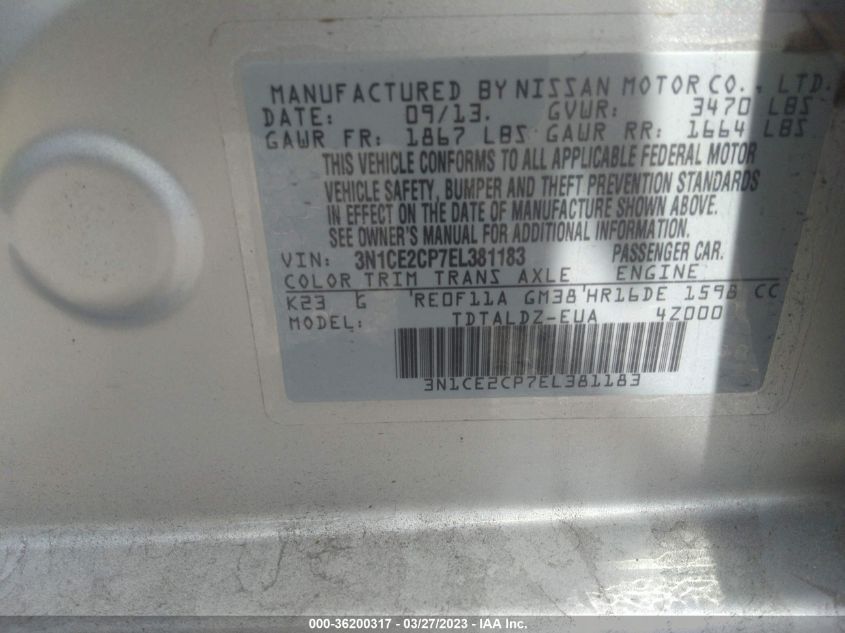 MANUFACTURED BY NISSAN MOTOR CO., LTD.
DATE: 09/13. GVWR: 3470 LBS
GAWR FR: 1867 LBS GAWR RR: 1664 LBS
THIS VEHICLE CONFORMS TO ALL APPLICABLE FEDERAL MOTOR
VEHICLE SAFETY, BUMPER AND THEFT PREVENTION STANDARDS
IN EFFECT ON THE DATE OF MANUFACTURE SHOWN ABOVE.
SEE OWNER'S MANUAL FOR ADDITIONAL INFORMATION.
VIN: 3N1CE2CP7EL381183 PASSENGER CAR.
COLOR TRIM TRANS AXLE ENGINE
K23 G 'RE0F11A GM38'HR16DE 1598 CC
MODEL: TDTALDZ-EUA 4Z000
3N1CE2CP7EL381183
000-36200317 - 03/27/2023 - IAA Inc.